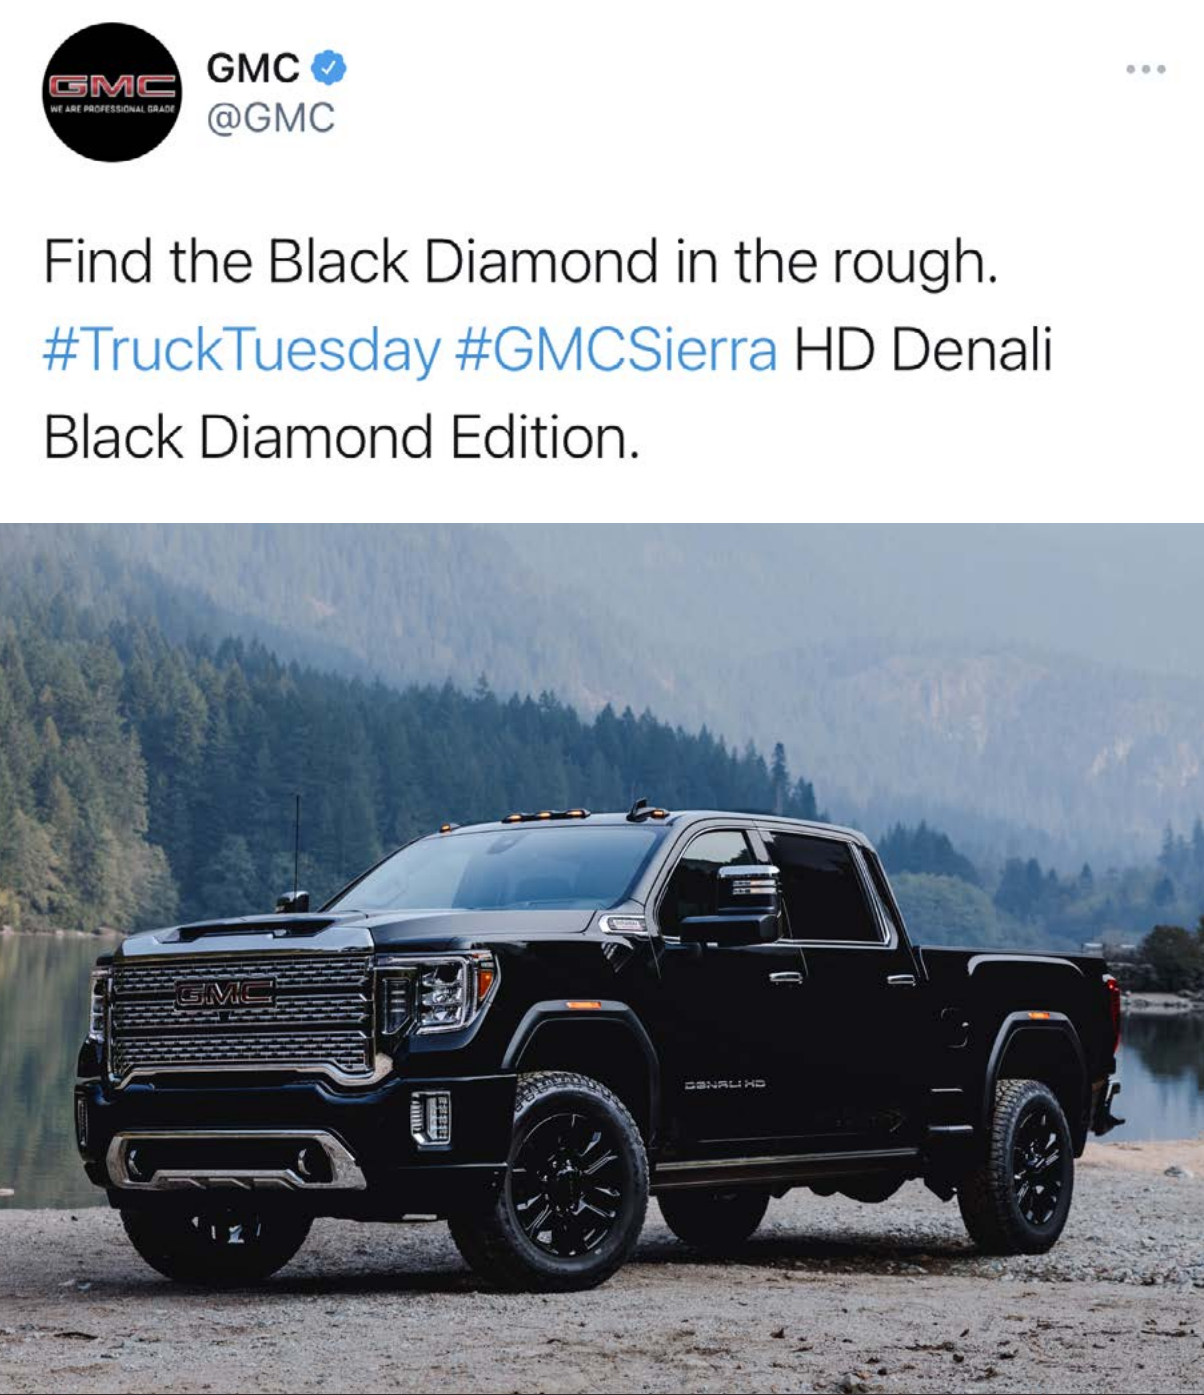 GMC
WE ARE PROFESSIONAL GRADE
GMC
@GMC
Find the Black Diamond in the rough.
#TruckTuesday #GMCSierra HD Denali
Black Diamond Edition.
GMC
DENALI HD